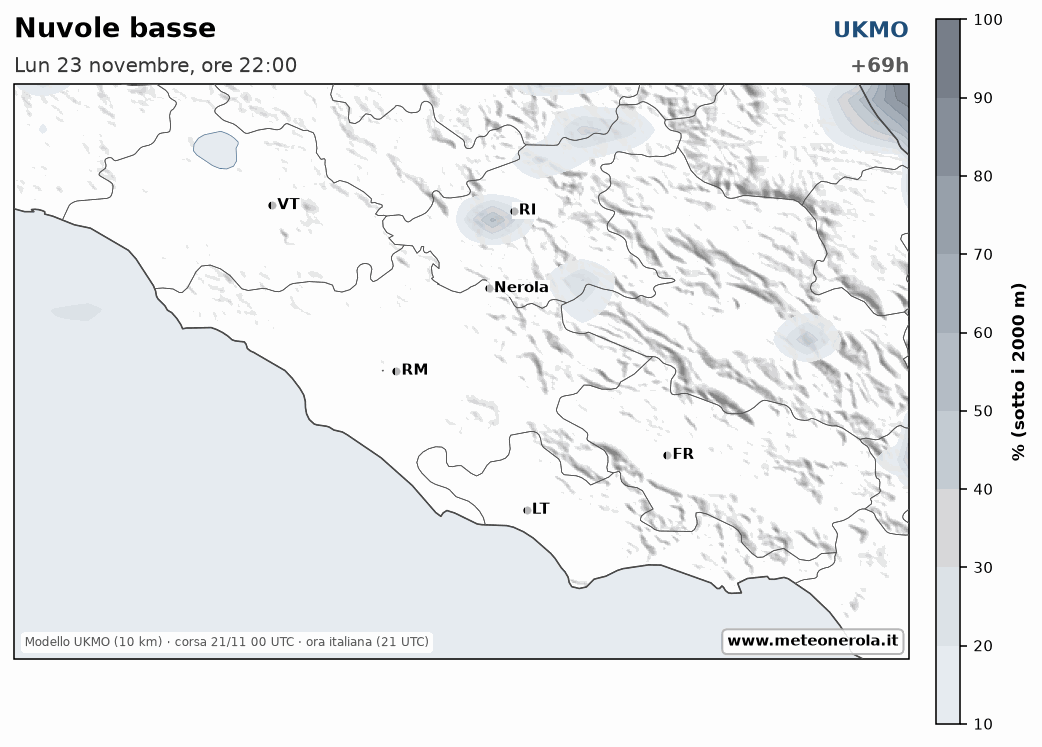 Nuvole basse
UKMO
Lun 23 novembre, ore 22:00
+69h
VT
RI
Nerola
RM
FR
LT
Modello UKMO (10 km) · corsa 21/11 00 UTC · ora italiana (21 UTC)
www.meteonerola.it
100
90
80
70
60
50
40
30
20
10
% (sotto i 2000 m)